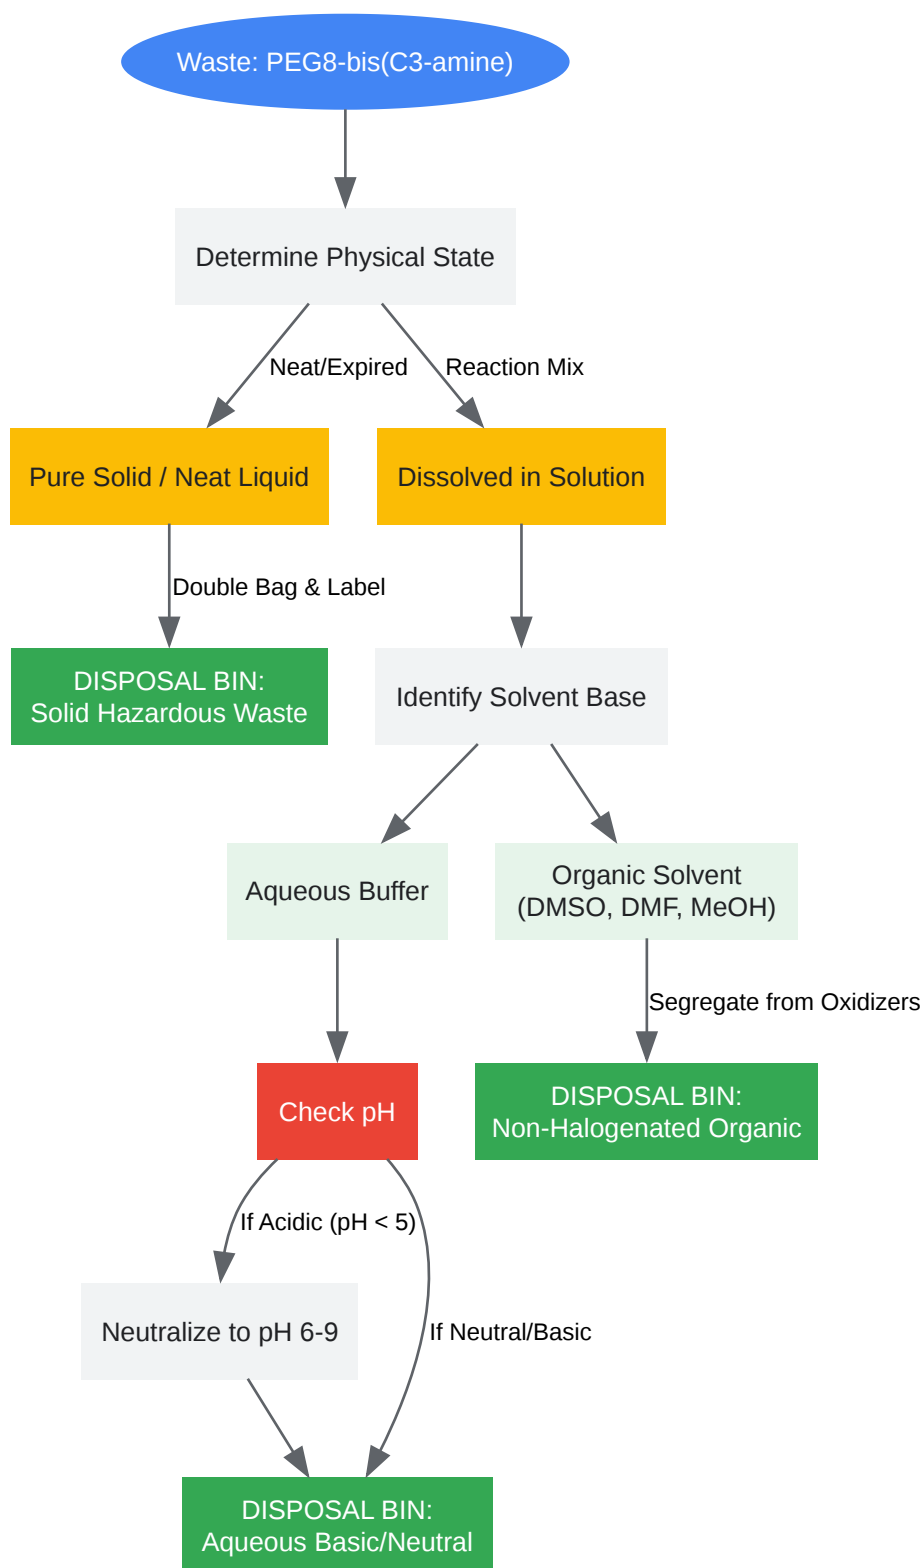 Waste: PEG8-bis(C3-amine)
Determine Physical State
Neat/Expired
Reaction Mix
Pure Solid / Neat Liquid
Dissolved in Solution
Double Bag & Label
DISPOSAL BIN:
Solid Hazardous Waste
Identify Solvent Base
Aqueous Buffer
Organic Solvent
(DMSO, DMF, MeOH)
Segregate from Oxidizers
Check pH
DISPOSAL BIN:
Non-Halogenated Organic
If Acidic (pH < 5)
Neutralize to pH 6-9
If Neutral/Basic
DISPOSAL BIN:
Aqueous Basic/Neutral